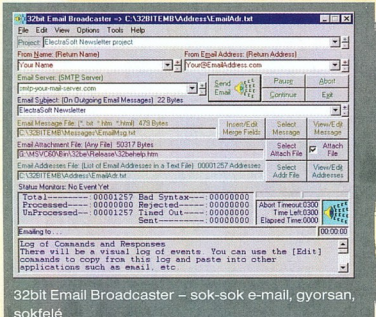 32bit Email Broadcaster => C:\32BITEMB\Address\EmailAdr.txt
File Edit View Options Tools Help
Project: ElectraSoft Newsletter project
From Name: (Return Name) From Email Address: (Return Address)
Your Name Your@EmailAddress.com
Email Server: (SMTP Server)
smtp-your-mail-server.com
Send Email Pause Abort
Continue Exit
Email Subject: (On Outgoing Email Messages) 22 Bytes
ElectraSoft Newsletter
Email Message File: (*.txt *.htm *.html) 479 Bytes
C:\32BITEMB\Messages\EmailMsg.txt
Insert/Edit Merge Fields Select Message View/Edit Message
Email Attachment File: (Any File) 50317 Bytes
G:\MSVC60\Bin\32be\Release\32behelp.htm
Select Attach File Attach File
Email Addresses File: (List of Email Addresses in a Text File) 00001257 Addresses
C:\32BITEMB\Address\EmailAdr.txt
Select Addr File View/Edit Addresses
Status Monitors: No Event Yet
Total--------:00001257 Bad Syntax---:00000000
Processed----:00000000 Rejected-----:00000000
UnProcessed--:00001257 Timed Out----:00000000
Sent---------:00000000
Abort Timeout:0300
Time Left:0300
Elapsed Time:0000
Emailing to . . . 00:00:00
Log of Commands and Responses
There will be a visual log of events You can use the [Edit]
commands to copy from this log and paste into other
applications such as email, etc
32bit Email Broadcaster – sok-sok e-mail, gyorsan,
sokfelé